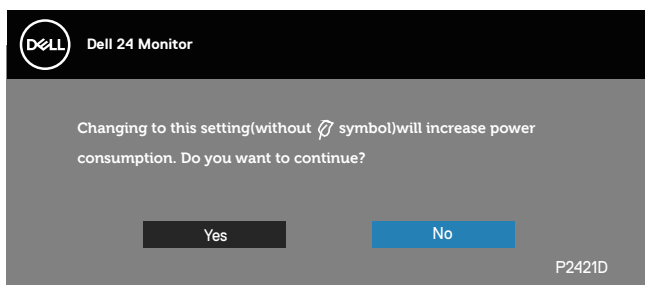 DELL
Dell 24 Monitor
Changing to this setting(without symbol)will increase power
consumption. Do you want to continue?
Yes
No
P2421D